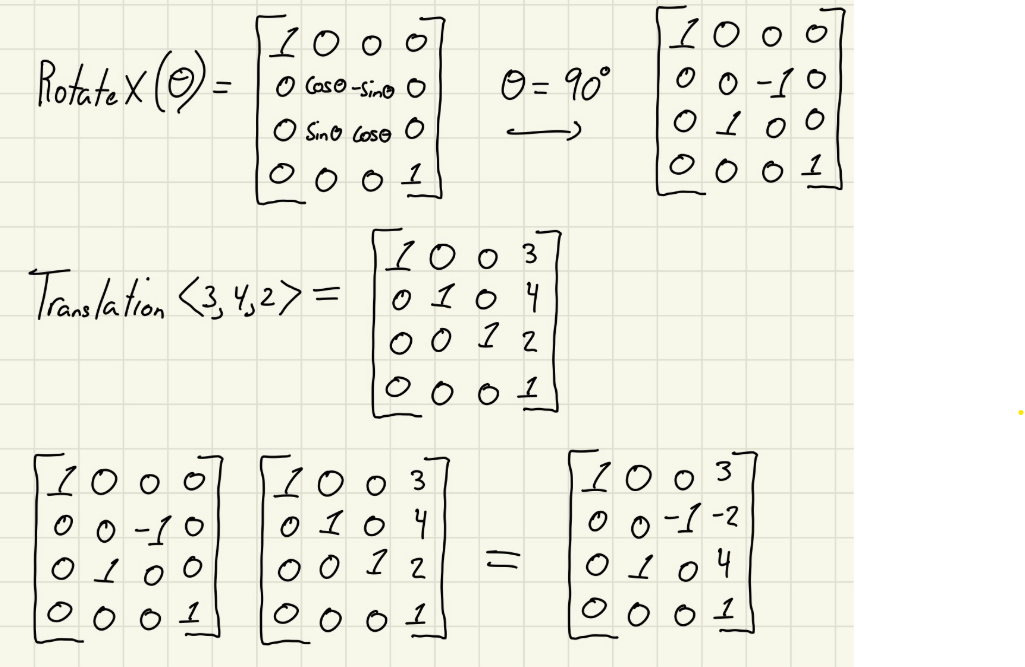 RotateX(θ) = [1 0 0 0 [1 0 0 0
0 cosθ -sinθ 0 θ = 90° 0 0 -1 0
0 sinθ cosθ 0 → 0 1 0 0
0 0 0 1] 0 0 0 1]
Translation <3, 4, 2> = [1 0 0 3
0 1 0 4
0 0 1 2
0 0 0 1]
[1 0 0 0 [1 0 0 3 [1 0 0 3
0 0 -1 0 0 1 0 4 0 0 -1 -2
0 1 0 0 0 0 1 2 = 0 1 0 4
0 0 0 1] 0 0 0 1] 0 0 0 1]